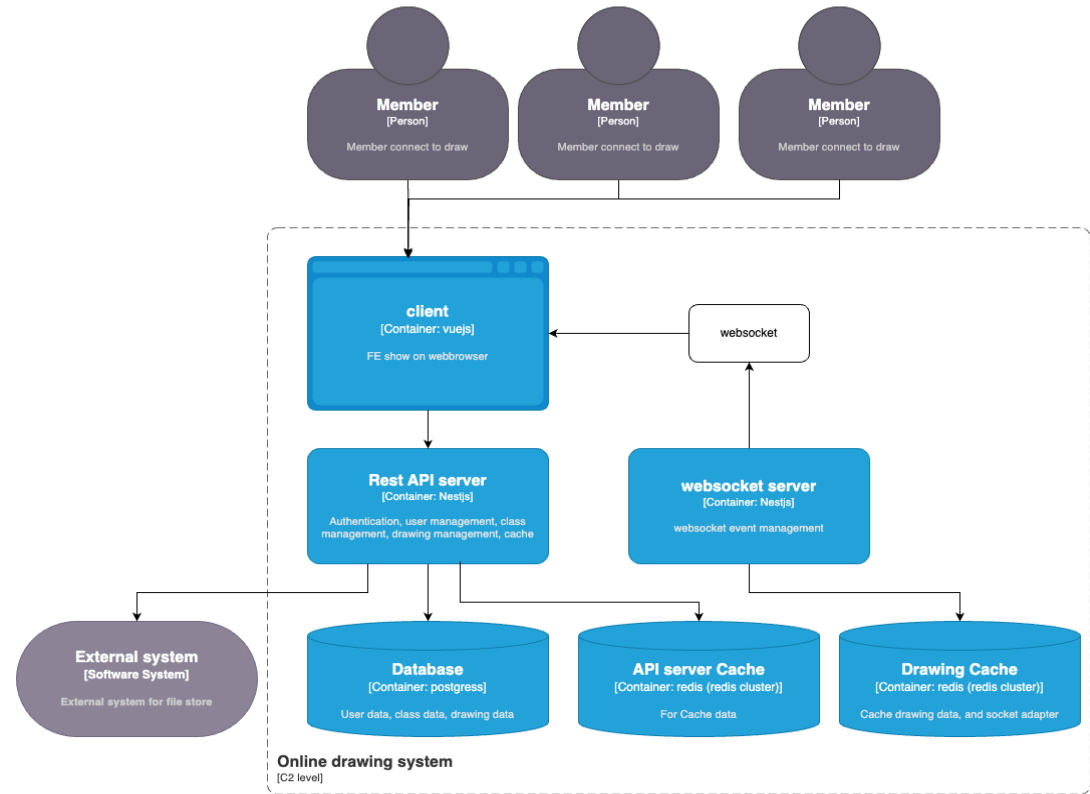 Member
[Person]
Member connect to draw
Member
[Person]
Member connect to draw
Member
[Person]
Member connect to draw
client
[Container: vuejs]
FE show on webbrowser
websocket
Rest API server
[Container: Nestjs]
Authentication, user management, class
management, drawing management, cache
websocket server
[Container: Nestjs]
websocket event management
External system
[Software System]
External system for file store
Database
[Container: postgress]
User data, class data, drawing data
API server Cache
[Container: redis (redis cluster)]
For Cache data
Drawing Cache
[Container: redis (redis cluster)]
Cache drawing data, and socket adapter
Online drawing system
[C2 level]